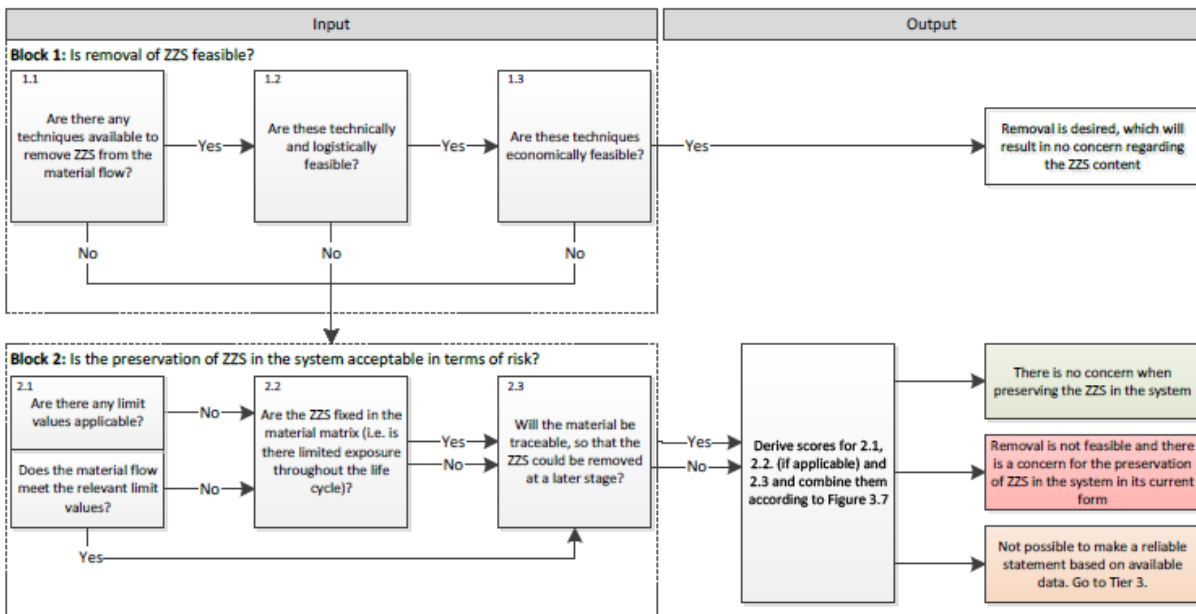 Input
Output
Block 1: Is removal of ZZS feasible?
1.1
Are there any
techniques available to
remove ZZS from the
material flow?
Yes
1.2
Are these technically
and logistically
feasible?
Yes
1.3
Are these techniques
economically feasible?
Yes
Removal is desired, which will
result in no concern regarding
the ZZS content
No
No
No
Block 2: Is the preservation of ZZS in the system acceptable in terms of risk?
2.1
Are there any limit
values applicable?
No
Does the material flow
meet the relevant limit
values?
No
Yes
2.2
Are the ZZS fixed in the
material matrix (i.e. is
there limited exposure
throughout the life
cycle)?
Yes
No
2.3
Will the material be
traceable, so that the
ZZS could be removed
at a later stage?
Yes
No
Derive scores for 2.1,
2.2. (if applicable) and
2.3 and combine them
according to Figure 3.7
There is no concern when
preserving the ZZS in the system
Removal is not feasible and there
is a concern for the preservation
of ZZS in the system in its current
form
Not possible to make a reliable
statement based on available
data. Go to Tier 3.